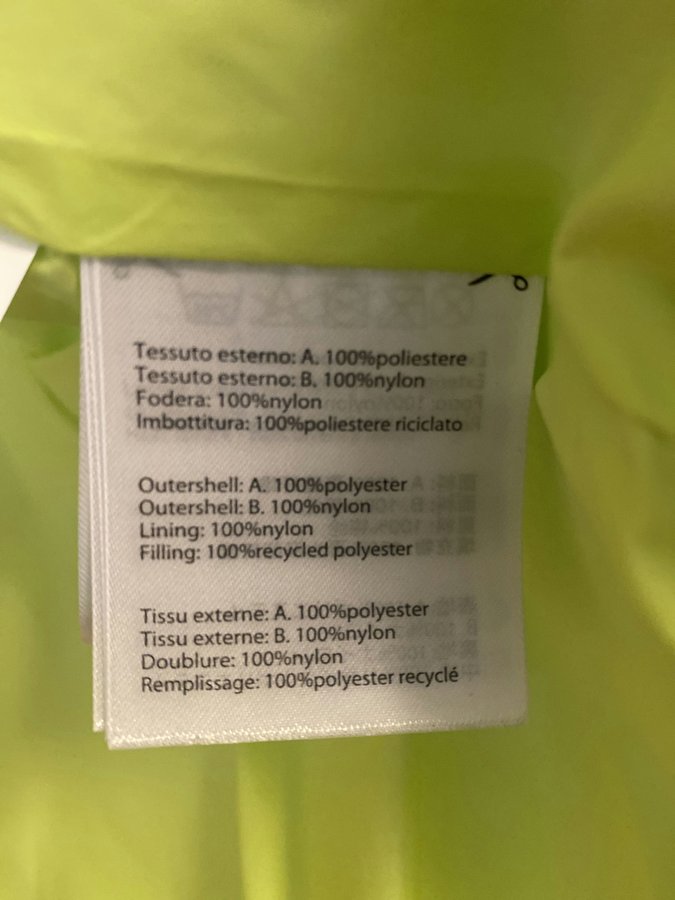 Tessuto esterno: A. 100%poliestere
Tessuto esterno: B. 100%nylon
Fodera: 100%nylon
Imbottitura: 100%poliestere riciclato
Outershell: A. 100%polyester
Outershell: B. 100%nylon
Lining: 100%nylon
Filling: 100%recycled polyester
Tissu externe: A. 100%polyester
Tissu externe: B. 100%nylon
Doublure: 100%nylon
Remplissage: 100%polyester recyclé